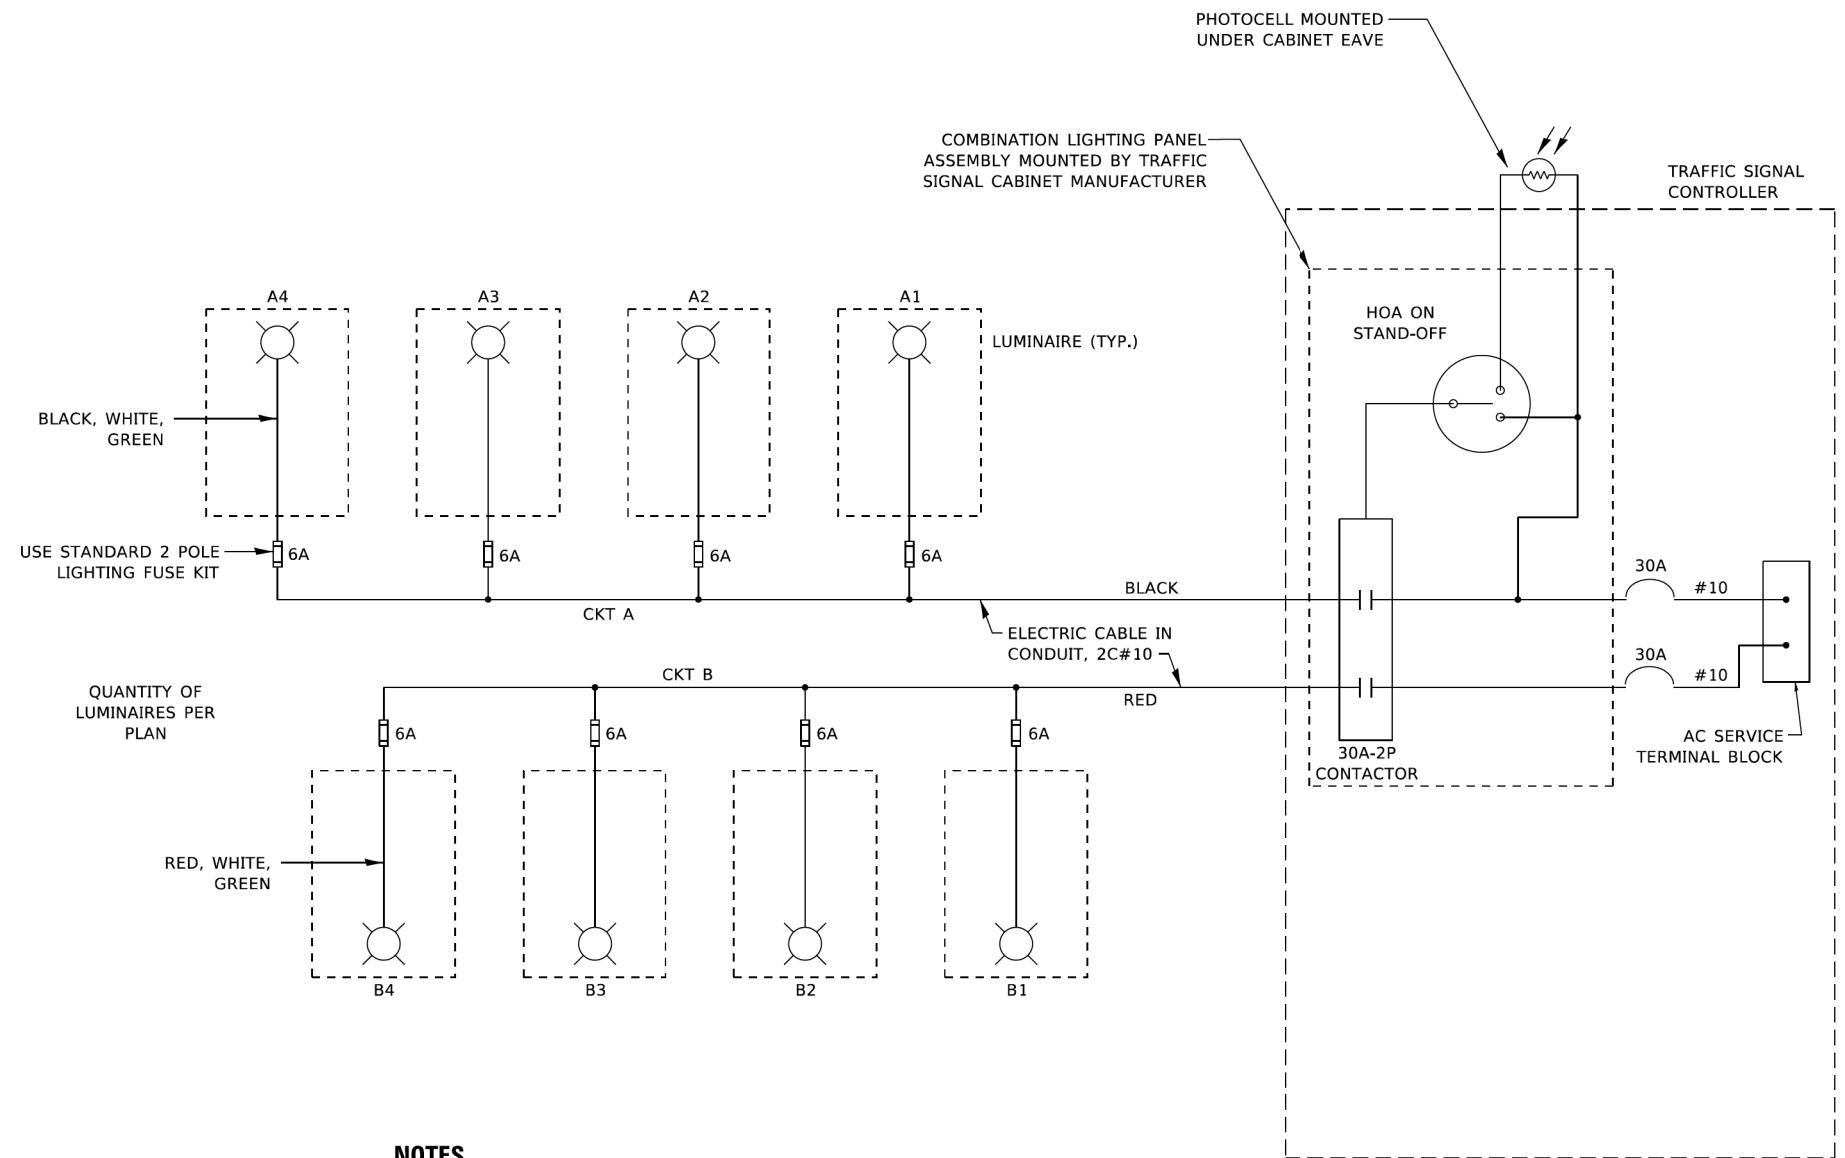 PHOTOCELL MOUNTED
UNDER CABINET EAVE
COMBINATION LIGHTING PANEL
ASSEMBLY MOUNTED BY TRAFFIC
SIGNAL CABINET MANUFACTURER
TRAFFIC SIGNAL
CONTROLLER
A4
A3
A2
A1
HOA ON
STAND-OFF
LUMINAIRE (TYP.)
BLACK, WHITE,
GREEN
USE STANDARD 2 POLE
LIGHTING FUSE KIT
6A
6A
6A
6A
30A
#10
BLACK
CKT A
ELECTRIC CABLE IN
CONDUIT, 2C#10
30A
#10
CKT B
RED
QUANTITY OF
LUMINAIRES PER
PLAN
6A
6A
6A
6A
AC SERVICE
TERMINAL BLOCK
30A-2P
CONTACTOR
RED, WHITE,
GREEN
B4
B3
B2
B1
NOTES